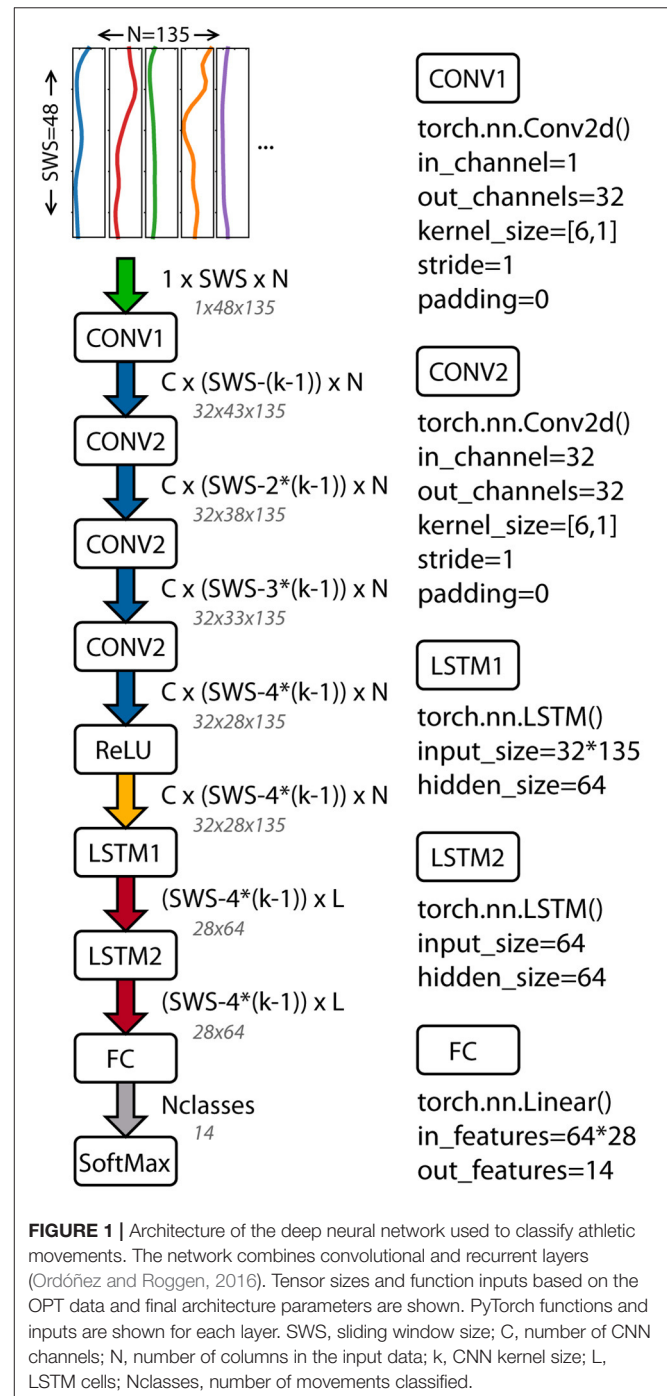 N=135
SWS=48
...
1 x SWS x N
1x48x135
CONV1
C x (SWS-(k-1)) x N
32x43x135
CONV2
C x (SWS-2*(k-1)) x N
32x38x135
CONV2
C x (SWS-3*(k-1)) x N
32x33x135
CONV2
C x (SWS-4*(k-1)) x N
32x28x135
ReLU
C x (SWS-4*(k-1)) x N
32x28x135
LSTM1
(SWS-4*(k-1)) x L
28x64
LSTM2
(SWS-4*(k-1)) x L
28x64
FC
Nclasses
14
SoftMax
CONV1
torch.nn.Conv2d()
in_channel=1
out_channels=32
kernel_size=[6,1]
stride=1
padding=0
CONV2
torch.nn.Conv2d()
in_channel=32
out_channels=32
kernel_size=[6,1]
stride=1
padding=0
LSTM1
torch.nn.LSTM()
input_size=32*135
hidden_size=64
LSTM2
torch.nn.LSTM()
input_size=64
hidden_size=64
FC
torch.nn.Linear()
in_features=64*28
out_features=14
FIGURE 1 | Architecture of the deep neural network used to classify athletic
movements. The network combines convolutional and recurrent layers
(Ordóñez and Roggen, 2016). Tensor sizes and function inputs based on the
OPT data and final architecture parameters are shown. PyTorch functions and
inputs are shown for each layer. SWS, sliding window size; C, number of CNN
channels; N, number of columns in the input data; k, CNN kernel size; L,
LSTM cells; Nclasses, number of movements classified.